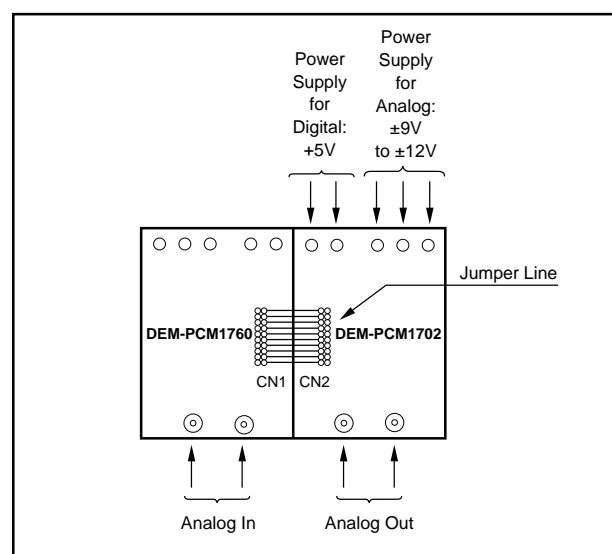 Power
Supply
for
Digital:
+5V
Power
Supply
for
Analog:
±9V
to ±12V
Jumper Line
DEM-PCM1760
DEM-PCM1702
CN1
CN2
Analog In
Analog Out